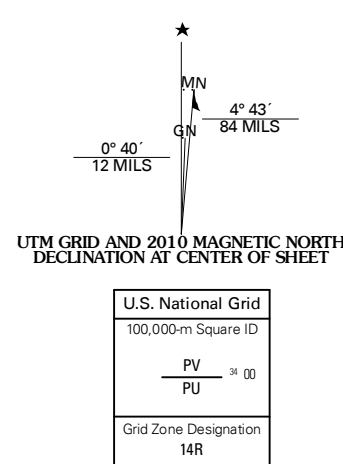 ★
MN
4° 43´
84 MILS
GN
0° 40´
12 MILS
UTM GRID AND 2010 MAGNETIC NORTH
DECLINATION AT CENTER OF SHEET
U.S. National Grid
100,000-m Square ID
PV
34 00
PU
Grid Zone Designation
14R